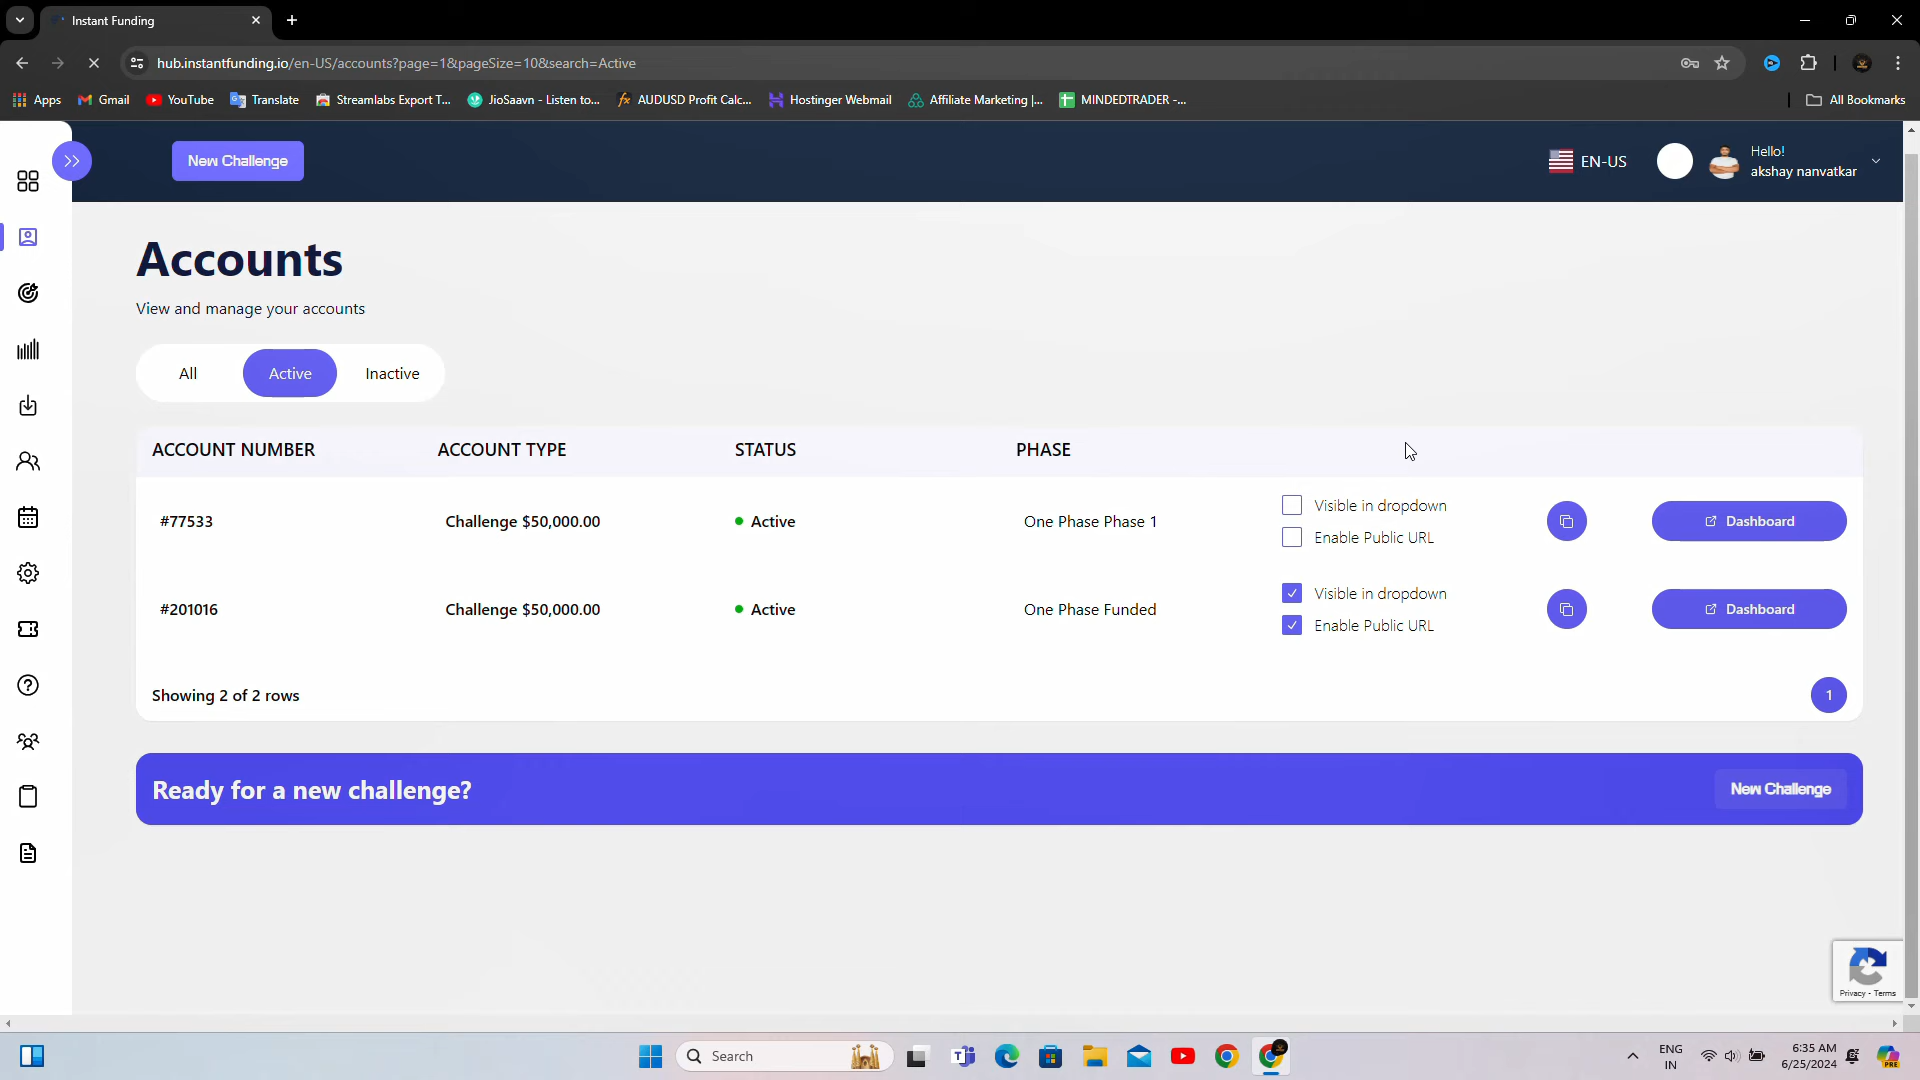 Instant Funding
hub.instantfunding.io/en-US/accounts?page=1&pageSize=10&search=Active
Apps Gmail YouTube Translate Streamlabs Export T... JioSaavn - Listen to... AUDUSD Profit Calc... Hostinger Webmail Affiliate Marketing |... MINDEDTRADER -... All Bookmarks
New Challenge
EN-US
Hello!
akshay nanvatkar
Accounts
View and manage your accounts
All Active Inactive
ACCOUNT NUMBER ACCOUNT TYPE STATUS PHASE
#77533 Challenge $50,000.00 Active One Phase Phase 1
Visible in dropdown
Enable Public URL
Dashboard
#201016 Challenge $50,000.00 Active One Phase Funded
Visible in dropdown
Enable Public URL
Dashboard
Showing 2 of 2 rows 1
Ready for a new challenge? New Challenge
Privacy - Terms
Search
ENG
IN
6:35 AM
6/25/2024
PRE